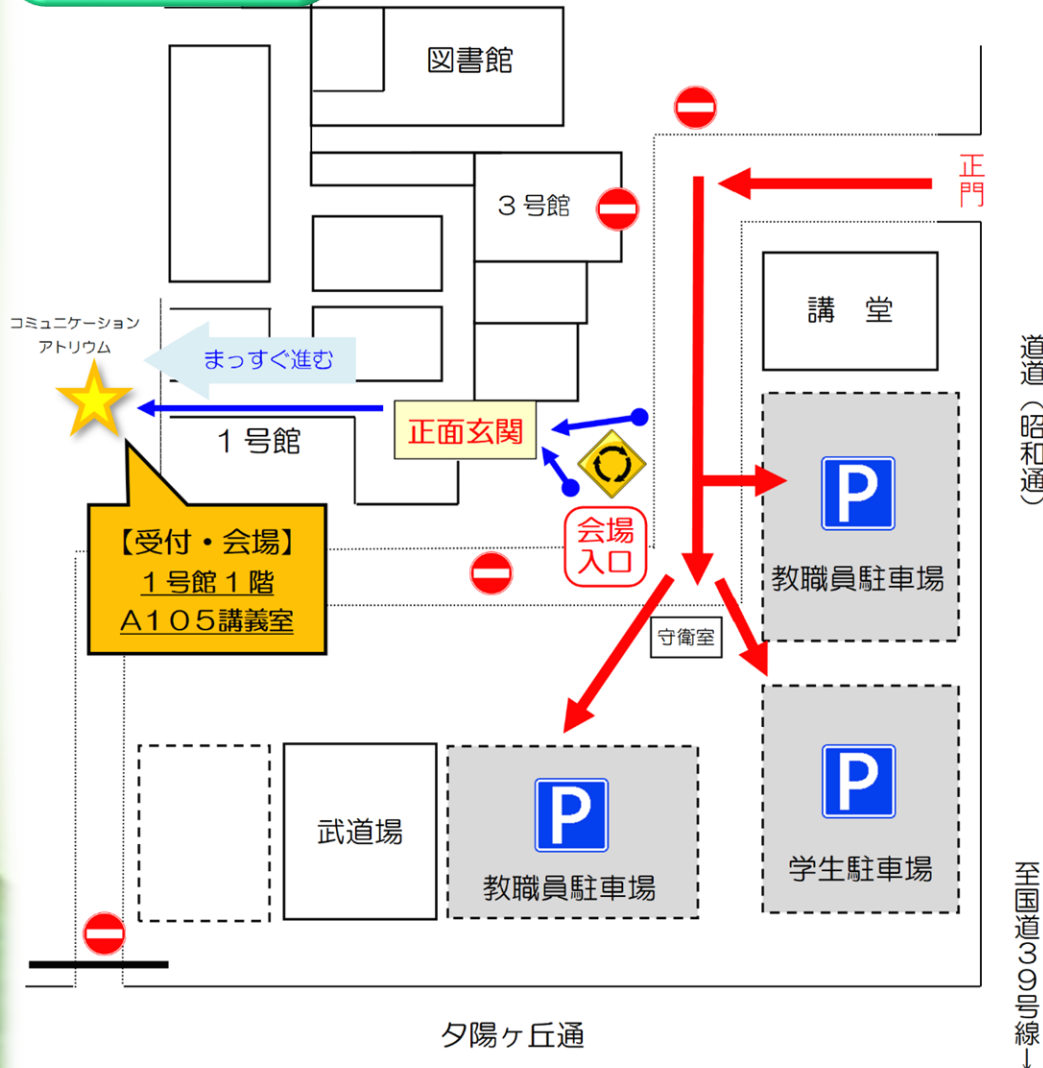 図書館
正門
3号館
講　堂
コミュニケーション
アトリウム
まっすぐ進む
道道（昭和通）
正面玄関
1号館
P
会場
入口
【受付・会場】
1号館1階
A105講義室
教職員駐車場
守衛室
P
P
武道場
学生駐車場
教職員駐車場
至国道39号線↓
夕陽ヶ丘通